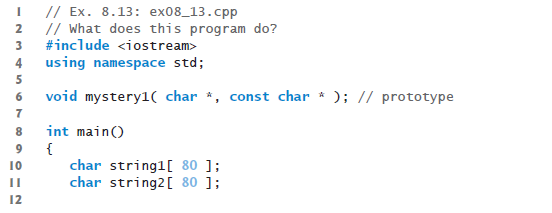 1 // Ex. 8.13: ex08_13.cpp
2 // What does this program do?
3 #include <iostream>
4 using namespace std;
5
6 void mystery1( char *, const char * ); // prototype
7
8 int main()
9 {
10    char string1[ 80 ];
11    char string2[ 80 ];
12